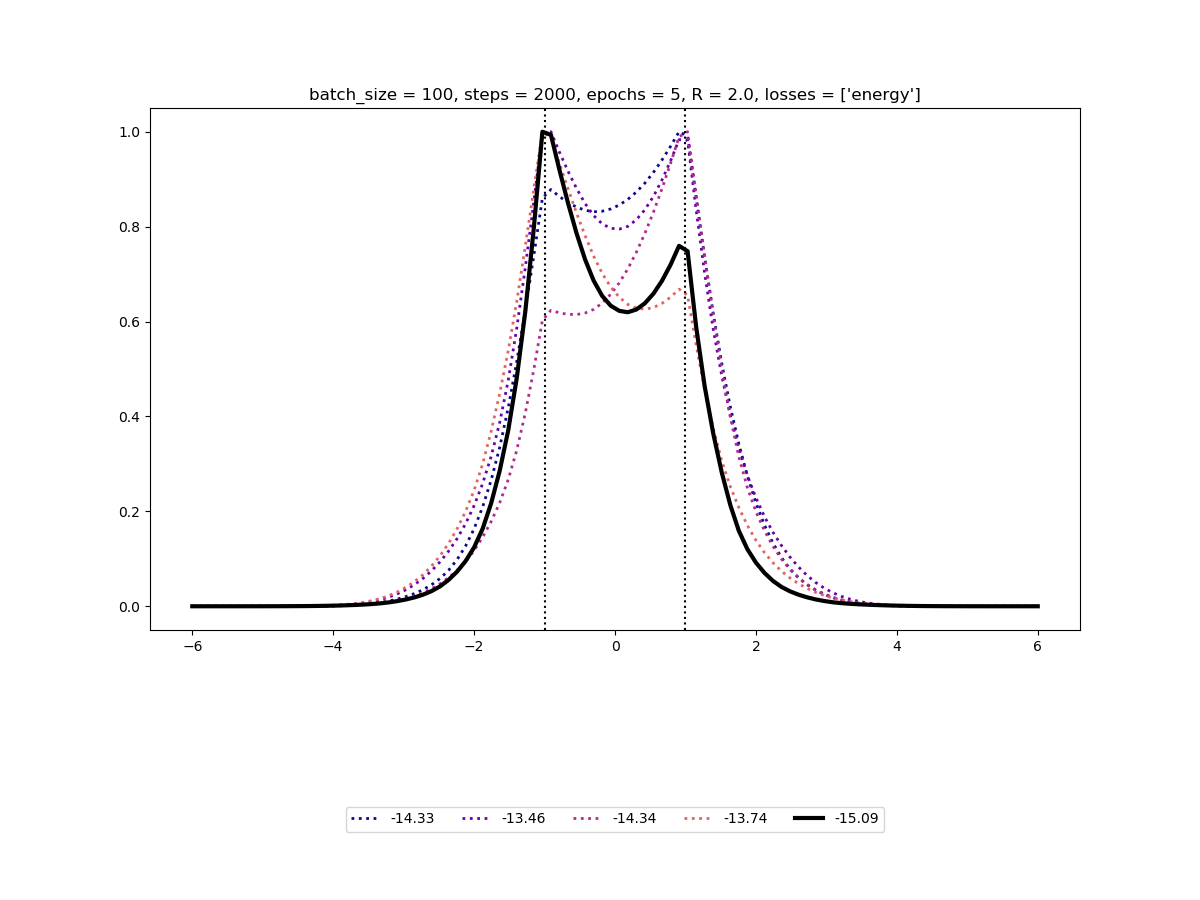 batch_size = 100, steps = 2000, epochs = 5, R = 2.0, losses = ['energy']
1.0
0.8
0.6
0.4
0.2
0.0
−6 −4 −2 0 2 4 6
-14.33 -13.46 -14.34 -13.74 -15.09